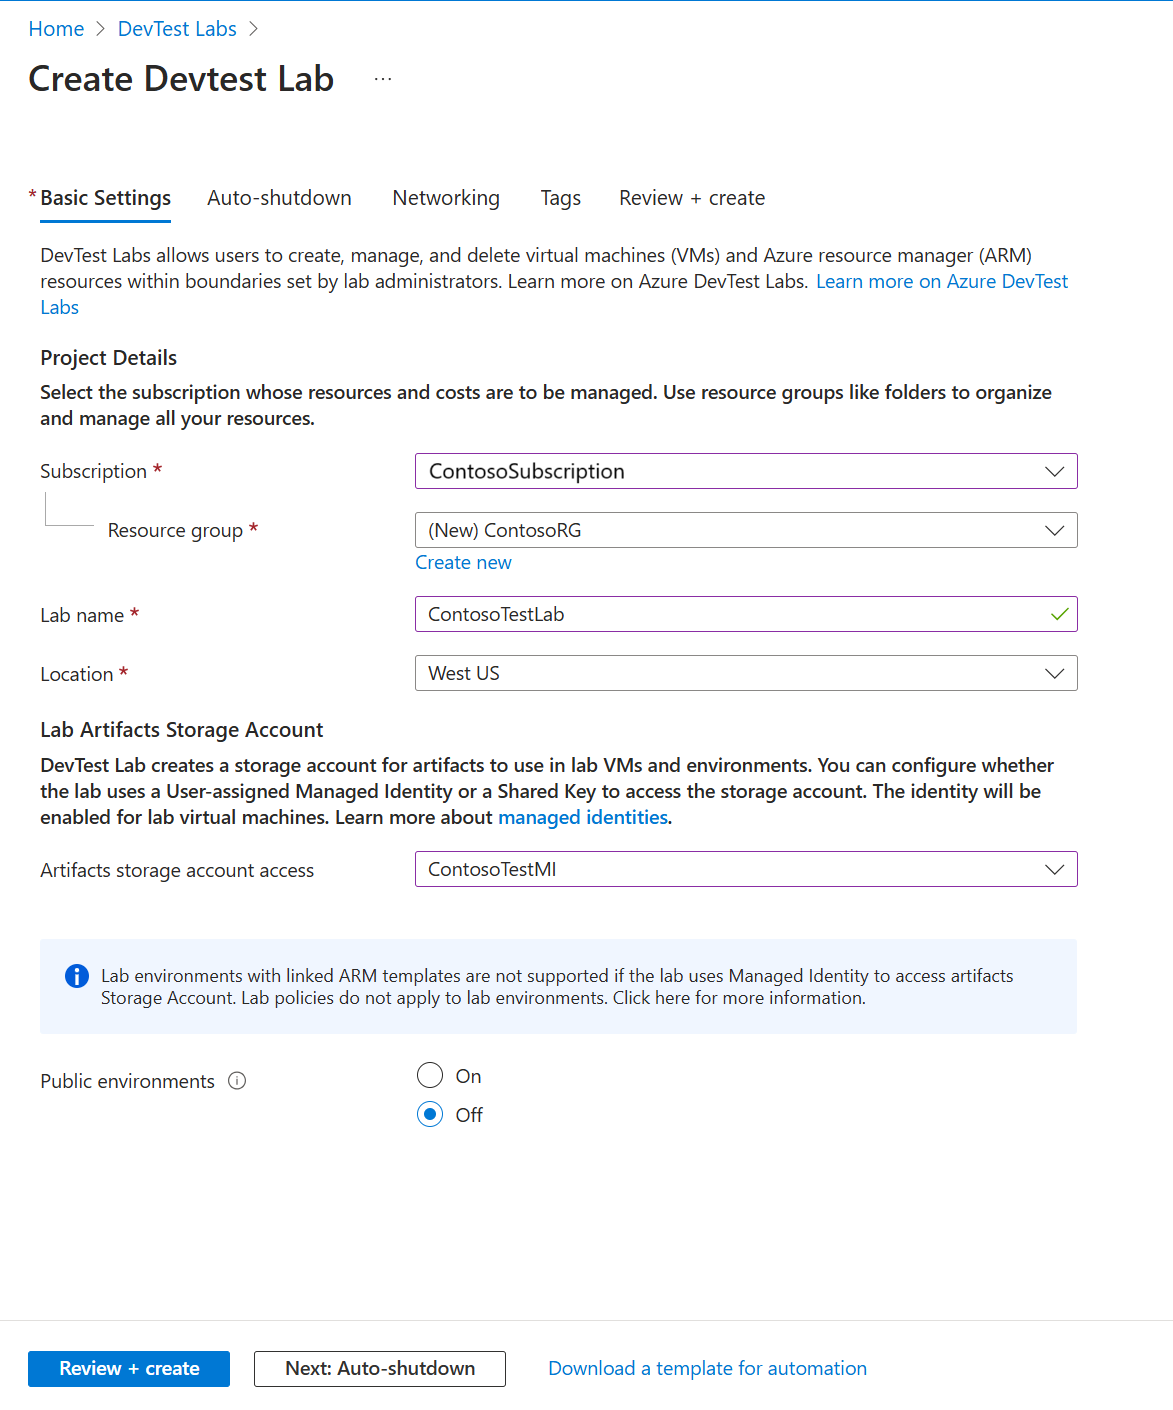 Home > DevTest Labs >
Create Devtest Lab ...
* Basic Settings Auto-shutdown Networking Tags Review + create
DevTest Labs allows users to create, manage, and delete virtual machines (VMs) and Azure resource manager (ARM)
resources within boundaries set by lab administrators. Learn more on Azure DevTest Labs. Learn more on Azure DevTest
Labs
Project Details
Select the subscription whose resources and costs are to be managed. Use resource groups like folders to organize
and manage all your resources.
Subscription * ContosoSubscription
Resource group * (New) ContosoRG
Create new
Lab name * ContosoTestLab
Location * West US
Lab Artifacts Storage Account
DevTest Lab creates a storage account for artifacts to use in lab VMs and environments. You can configure whether
the lab uses a User-assigned Managed Identity or a Shared Key to access the storage account. The identity will be
enabled for lab virtual machines. Learn more about managed identities.
Artifacts storage account access ContosoTestMI
Lab environments with linked ARM templates are not supported if the lab uses Managed Identity to access artifacts
Storage Account. Lab policies do not apply to lab environments. Click here for more information.
Public environments On
Off
Review + create Next: Auto-shutdown Download a template for automation